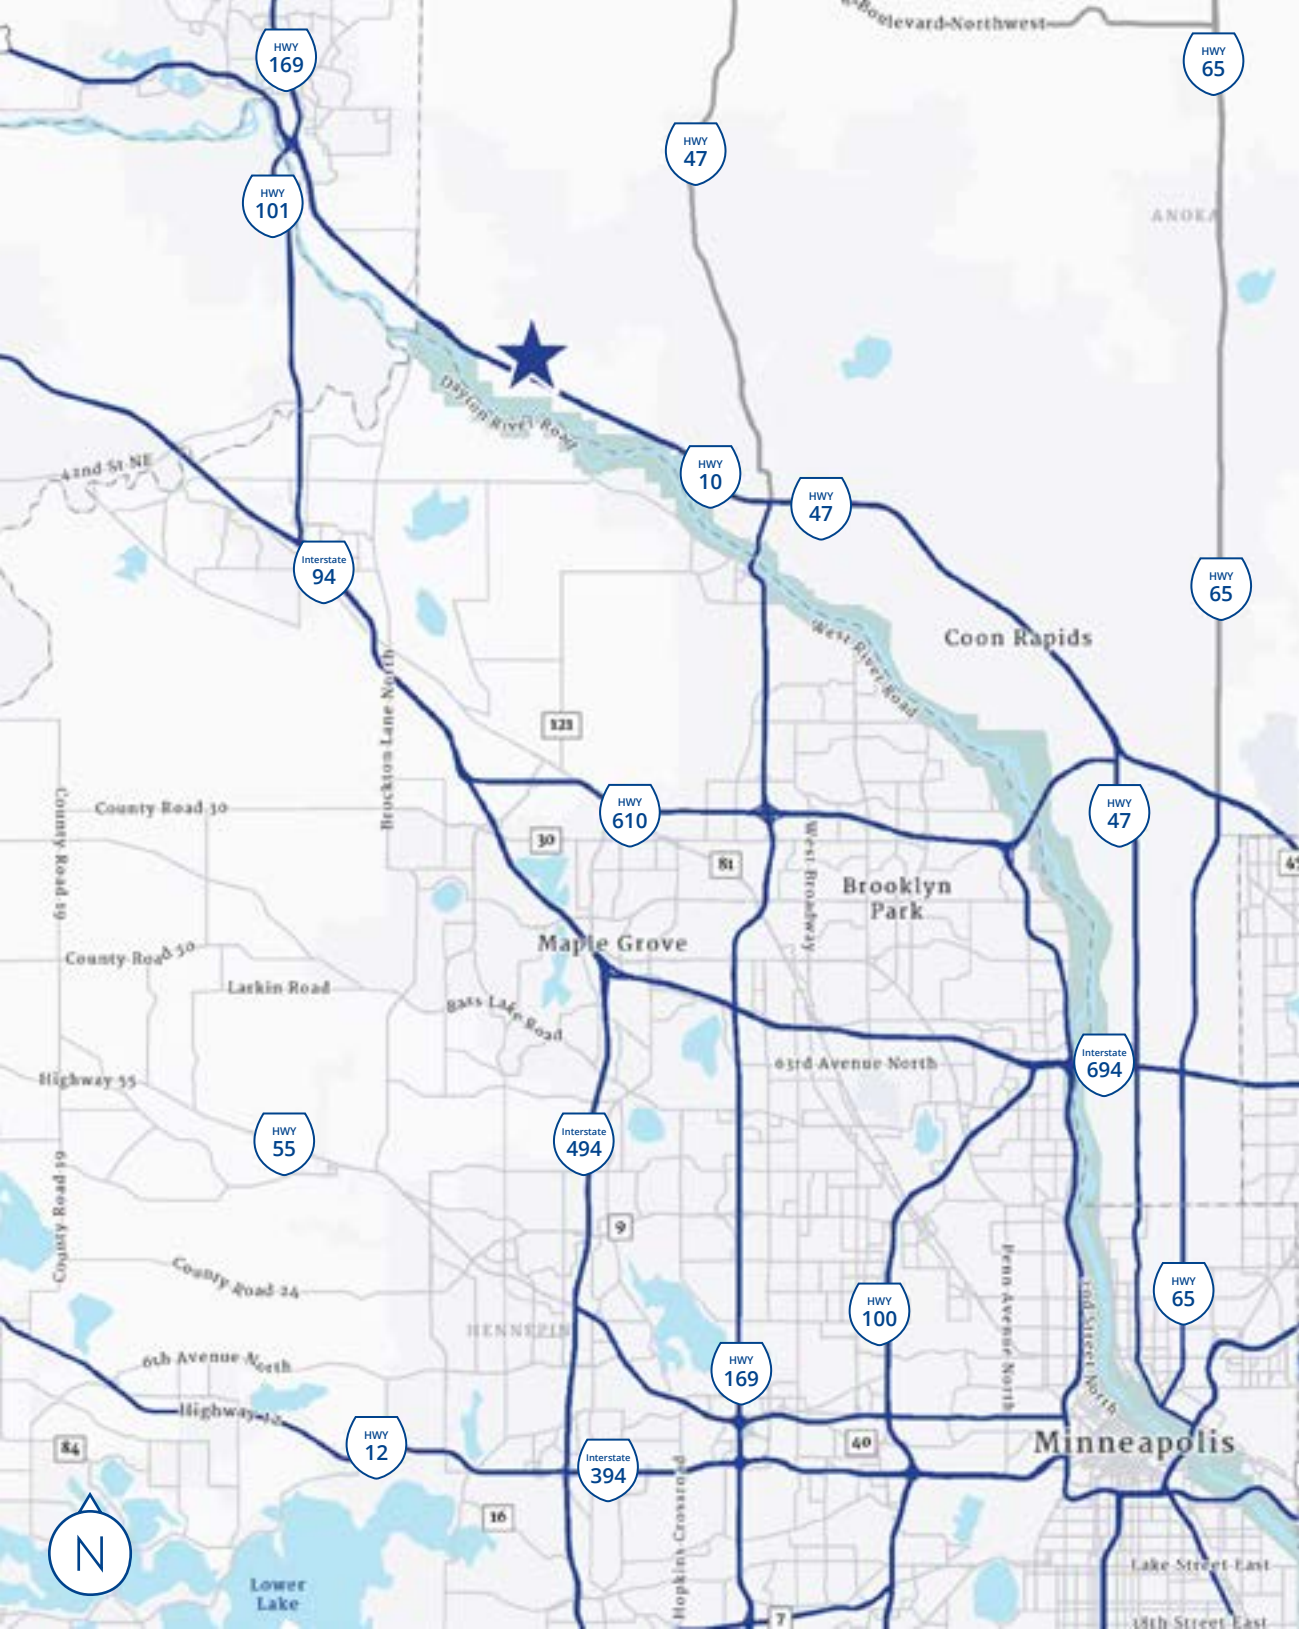 Boulevard Northwest
HWY
169
HWY
65
HWY
47
HWY
101
ANOKA
Dayton River Road
42nd St NE
HWY
10
HWY
47
Interstate
94
HWY
65
West River Road
Coon Rapids
Brockton Lane North
121
County Road 19
County Road 30
HWY
610
HWY
47
30
81
West Broadway
Brooklyn
Park
Maple Grove
County Road 50
Larkin Road
Bass Lake Road
63rd Avenue North
Interstate
694
Highway 55
HWY
55
Interstate
494
County Road 19
9
County Road 24
Penn Avenue North
2nd Street North
HWY
65
HWY
100
HENNEPIN
6th Avenue North
HWY
169
Highway 12
HWY
12
84
40
Minneapolis
Interstate
394
Hopkins Crossroad
16
N
Lower
Lake
Lake Street East
7
38th Street East